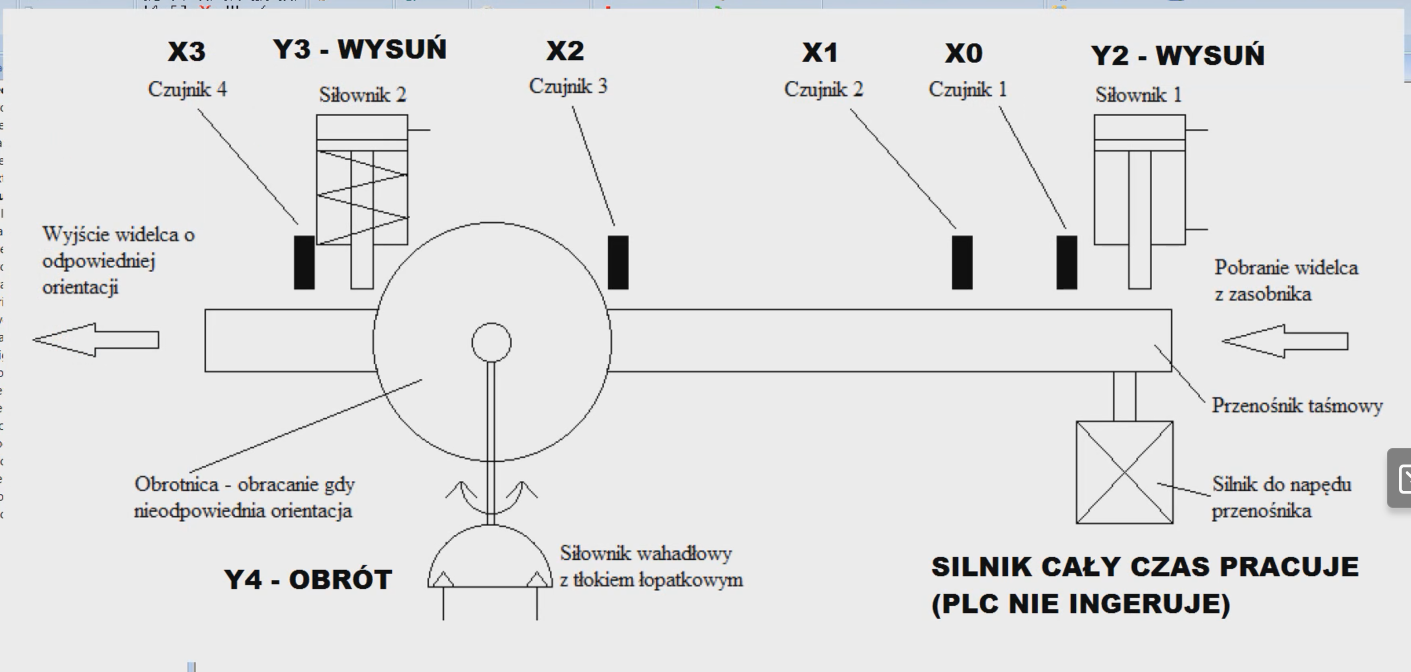 X3
Y3 - WYSUŃ
X2
X1
X0
Y2 - WYSUŃ
Czujnik 4
Siłownik 2
Czujnik 3
Czujnik 2
Czujnik 1
Siłownik 1
Wyjście widelca o
odpowiedniej
orientacji
Pobranie widelca
z zasobnika
Przenośnik taśmowy
Obrotnica - obracanie gdy
nieodpowiednia orientacja
Silnik do napędu
przenośnika
Siłownik wahadłowy
z tłokiem łopatkowym
Y4 - OBRÓT
SILNIK CAŁY CZAS PRACUJE
(PLC NIE INGERUJE)